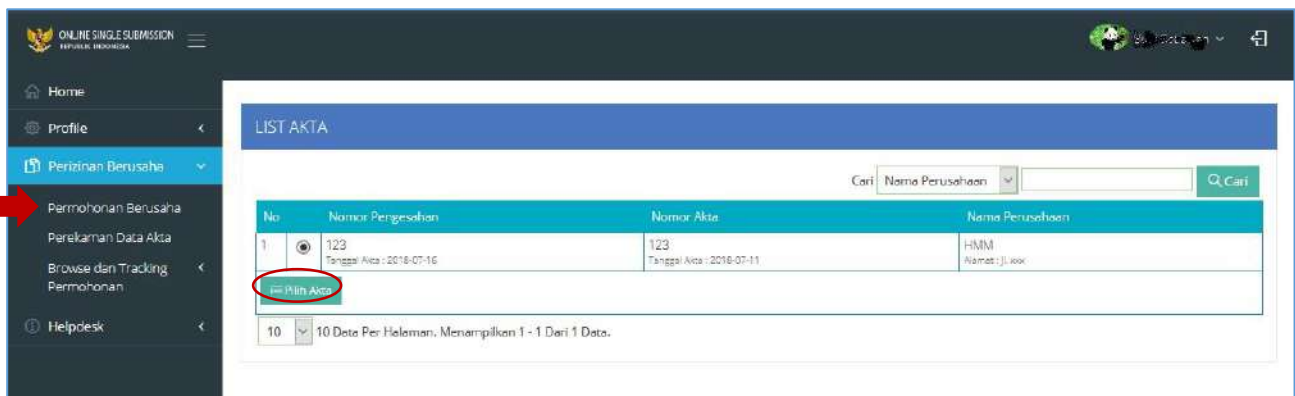 ONLINE SINGLE SUBMISSION
REPUBLIK INDONESIA
Home
Profile
Perizinan Berusaha
Permohonan Berusaha
Perekaman Data Akta
Browse dan Tracking
Permohonan
Helpdesk
LIST AKTA
Cari Nama Perusahaan Cari
No Nomor Pengesahan Nomor Akta Nama Perusahaan
1 123 123 HMM
Tanggal Akta : 2018-07-16 Tanggal Akta : 2018-07-11 Alamat : Jl. xxx
Pilih Akta
10 10 Data Per Halaman. Menampilkan 1 - 1 Dari 1 Data.